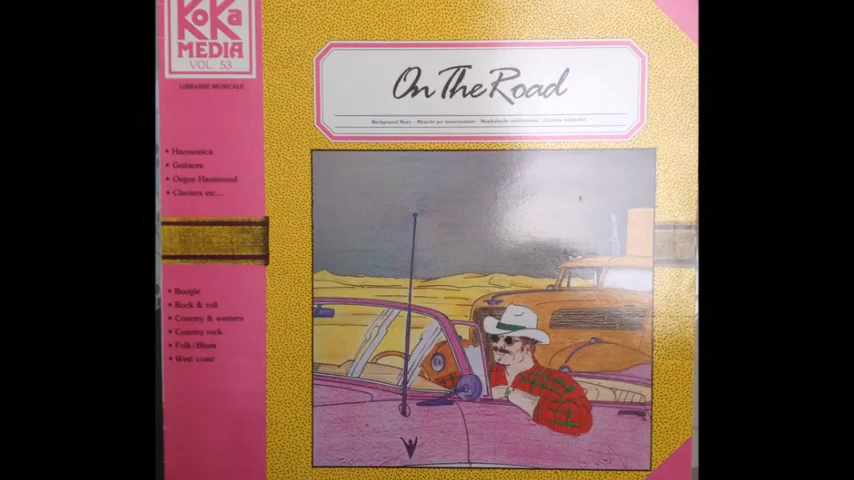 KOKA
MEDIA
VOL 53
LIBRAIRIE MUSICALE
On The Road
• Harmonica
• Guitares
• Orgue Hammond
• Claviers etc...
• Boogie
• Rock & roll
• Country & western
• Country rock
• Folk/Blues
• West coast